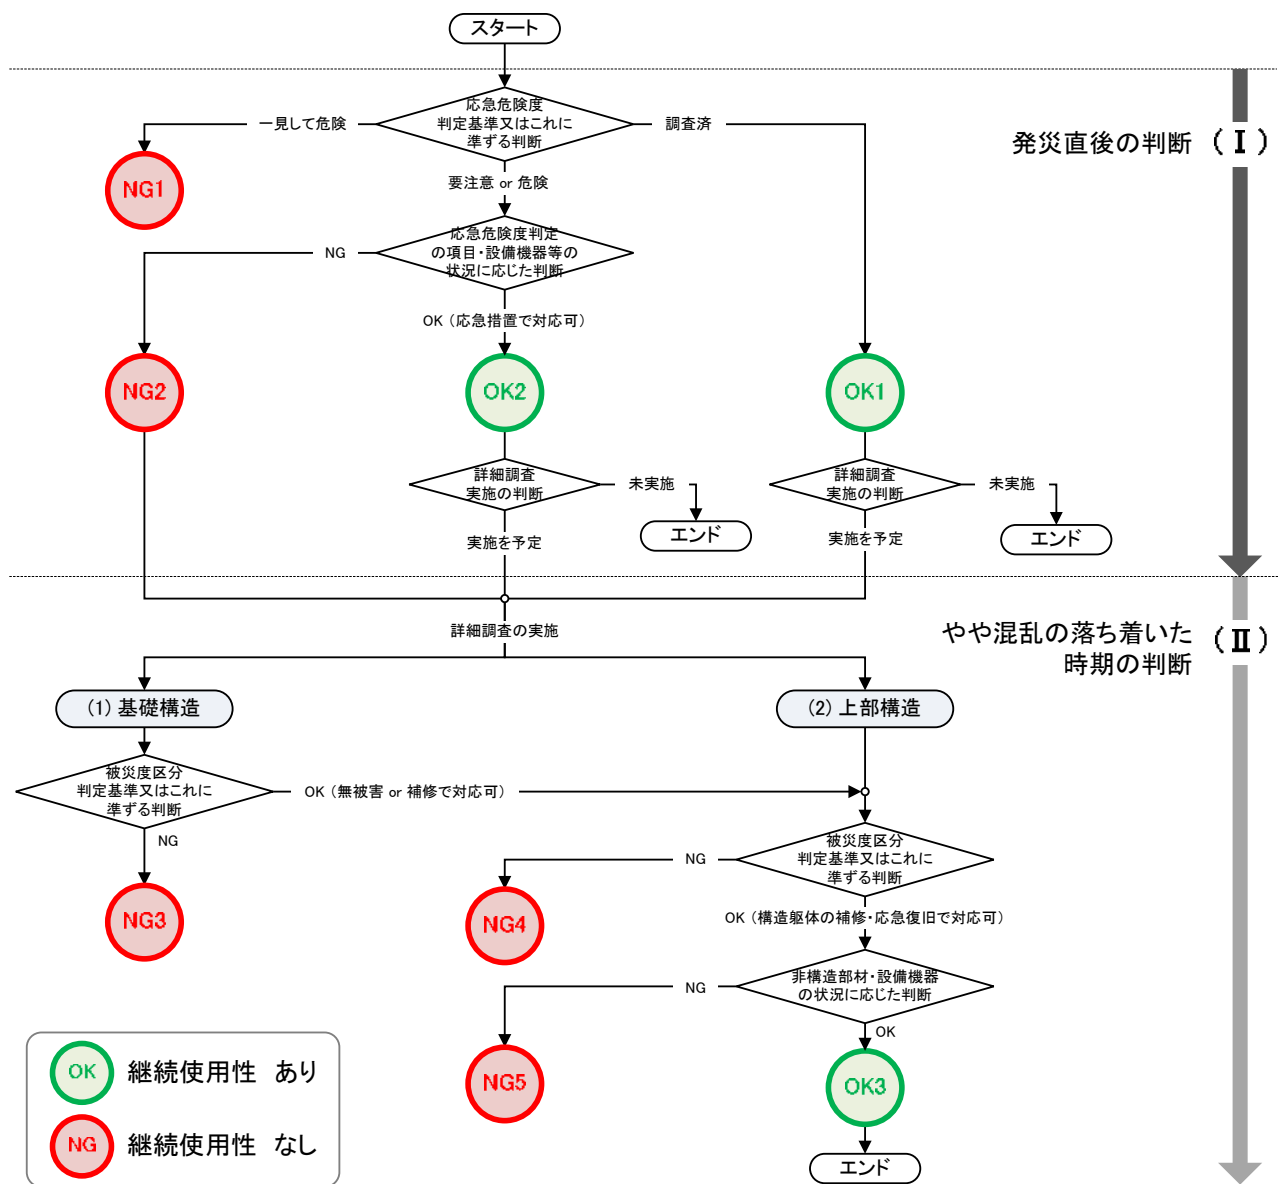 スタート
応急危険度
判定基準又はこれに
準ずる判断
一見して危険
調査済
発災直後の判断 (Ⅰ)
NG1
要注意 or 危険
応急危険度判定
の項目・設備機器等の
状況に応じた判断
NG
OK (応急措置で対応可)
NG2
OK2
OK1
詳細調査
実施の判断
未実施
エンド
実施を予定
詳細調査
実施の判断
未実施
エンド
実施を予定
詳細調査の実施
やや混乱の落ち着いた
時期の判断
(Ⅱ)
(1) 基礎構造
(2) 上部構造
被災度区分
判定基準又はこれに
準ずる判断
OK (無被害 or 補修で対応可)
NG
NG3
被災度区分
判定基準又はこれに
準ずる判断
NG
NG4
OK (構造躯体の補修・応急復旧で対応可)
非構造部材・設備機器
の状況に応じた判断
NG
NG5
OK
OK3
エンド
OK 継続使用性 あり
NG 継続使用性 なし